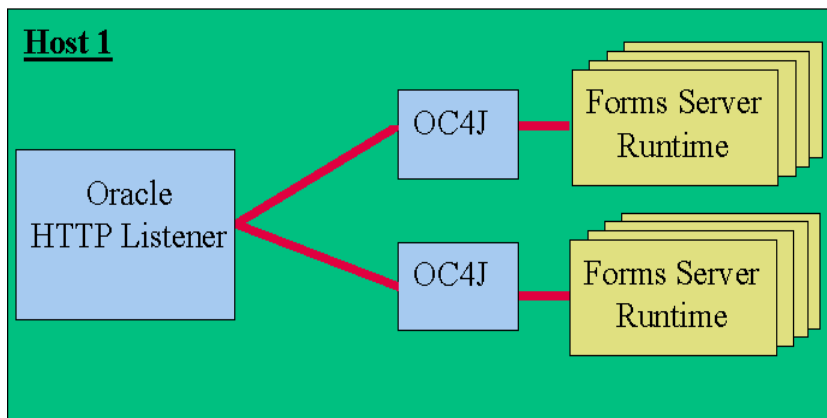 Host 1
Oracle
HTTP Listener
OC4J
Forms Server
Runtime
OC4J
Forms Server
Runtime